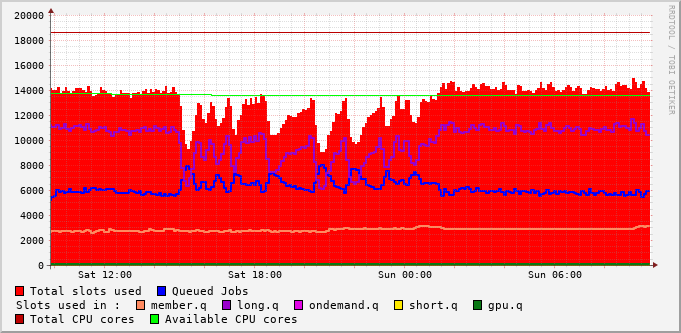 RRDTOOL / TOBI OETIKER
20000
18000
16000
14000
12000
10000
8000
6000
4000
2000
0
Sat 12:00 Sat 18:00 Sun 00:00 Sun 06:00
Total slots used Queued Jobs
Slots used in : member.q long.q ondemand.q short.q gpu.q
Total CPU cores Available CPU cores